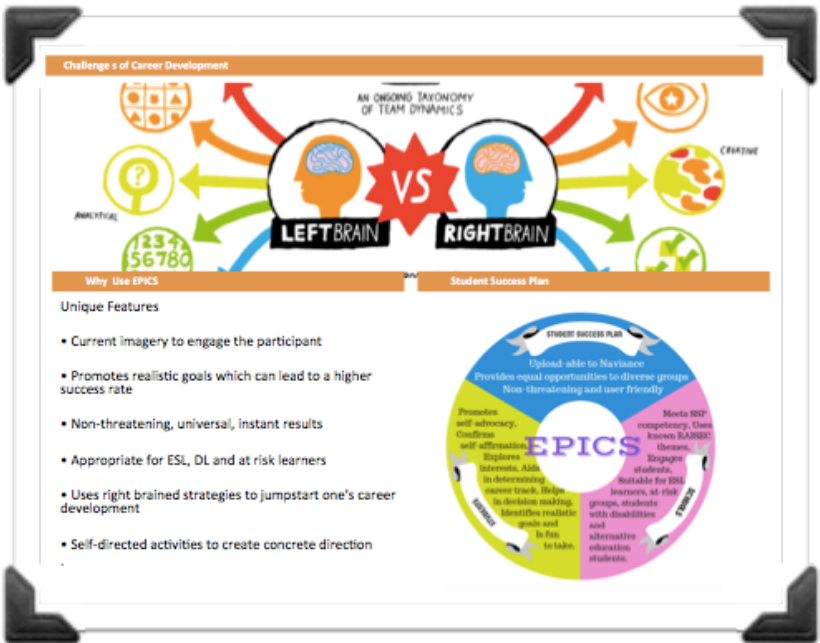 Challenge s of Career Development
AN ONGOING TAXONOMY
OF TEAM DYNAMICS
CREATIVE
VS
ANALYTICAL
LEFTBRAIN
RIGHTBRAIN
1234
56780
Why Use EPICS
Student Success Plan
Unique Features
• Current imagery to engage the participant
• Promotes realistic goals which can lead to a higher
success rate
• Non-threatening, universal, instant results
• Appropriate for ESL, DL and at risk learners
• Uses right brained strategies to jumpstart one's career
development
• Self-directed activities to create concrete direction
STUDENT SUCCESS PLAN
Upload-able to Naviance
Provides equal opportunities to diverse groups
Non-threatening and user friendly
Promotes
self-advocacy,
Confirms
self-affirmation,
Explores
interests, Aids
in determining
career track, Helps
in decision making,
Identifies realistic
goals and
Is fun
to take.
STUDENTS
EPICS
Meets SSP
competency, Uses
known RAISEC
themes,
Engages
students,
Suitable for ESL
learners, at-risk
groups, students
with disabilities
and
alternative
education
students.
SCHOOLS